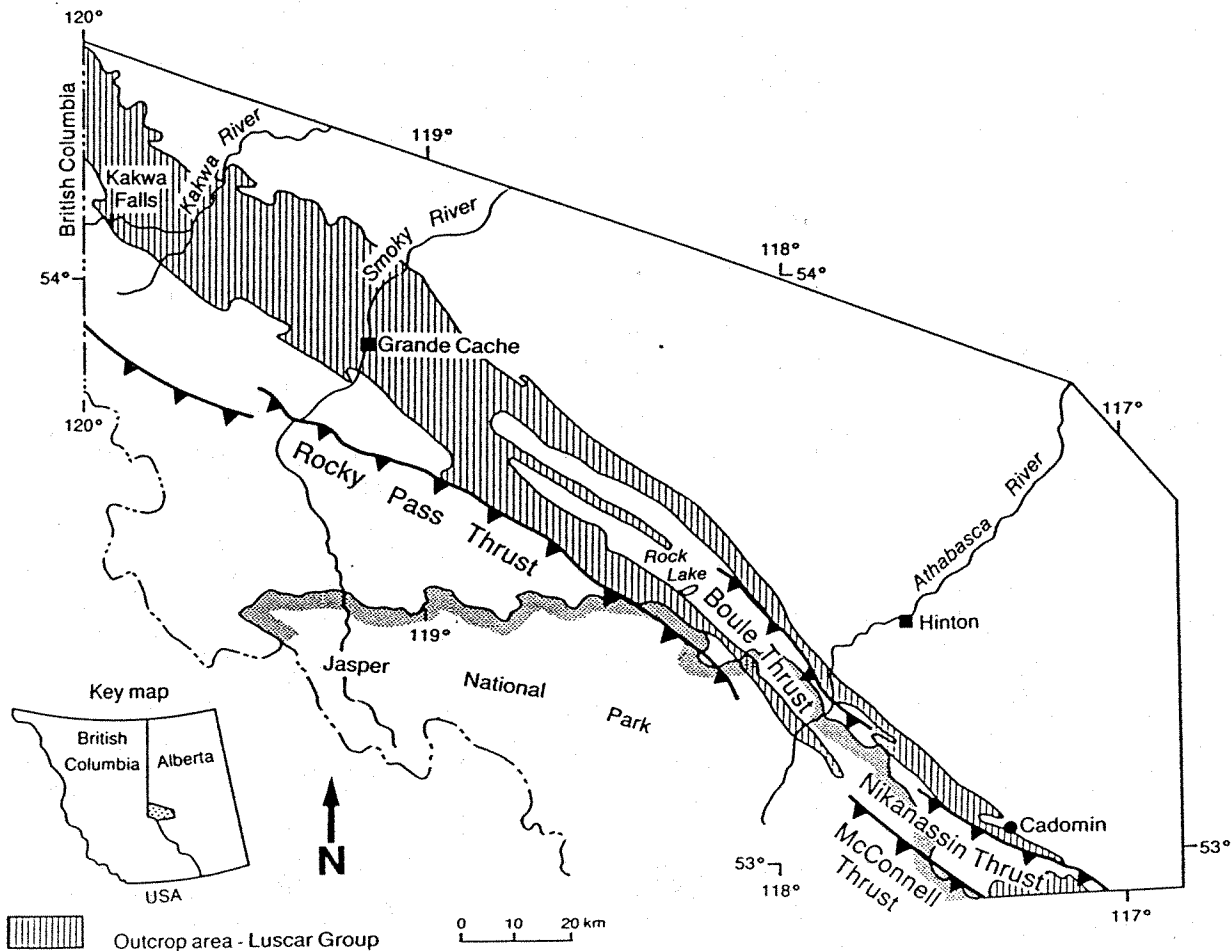 120°
British Columbia
Kakwa River
119°
Kakwa
Falls
Smoky River
118°
54°
54°
Grande Cache
120°
117°
Rocky Pass Thrust
Athabasca River
Rock
Lake
Boule Thrust
Hinton
119°
Jasper National Park
Key map
British
Columbia
Alberta
USA
N
Nikanassin Thrust
Cadomin
McConnell
Thrust
53°
118°
53°
117°
Outcrop area - Luscar Group
0 10 20 km